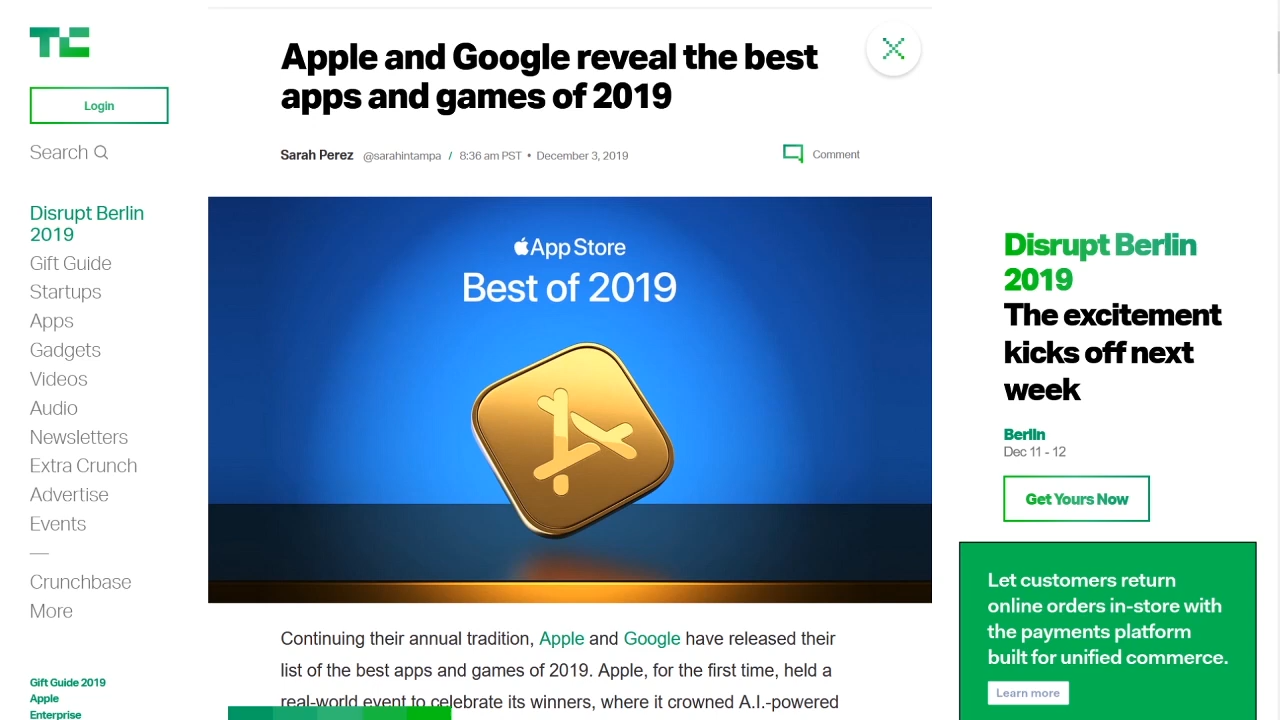 TC
Login
Search
Disrupt Berlin
2019
Gift Guide
Startups
Apps
Gadgets
Videos
Audio
Newsletters
Extra Crunch
Advertise
Events
—
Crunchbase
More
Gift Guide 2019
Apple
Enterprise
Apple and Google reveal the best
apps and games of 2019
Sarah Perez @sarahintampa / 8:36 am PST • December 3, 2019
Comment
App Store
Best of 2019
Continuing their annual tradition, Apple and Google have released their
list of the best apps and games of 2019. Apple, for the first time, held a
real-world event to celebrate its winners, where it crowned A.I.-powered
Disrupt Berlin
2019
The excitement
kicks off next
week
Berlin
Dec 11 - 12
Get Yours Now
Let customers return
online orders in-store with
the payments platform
built for unified commerce.
Learn more